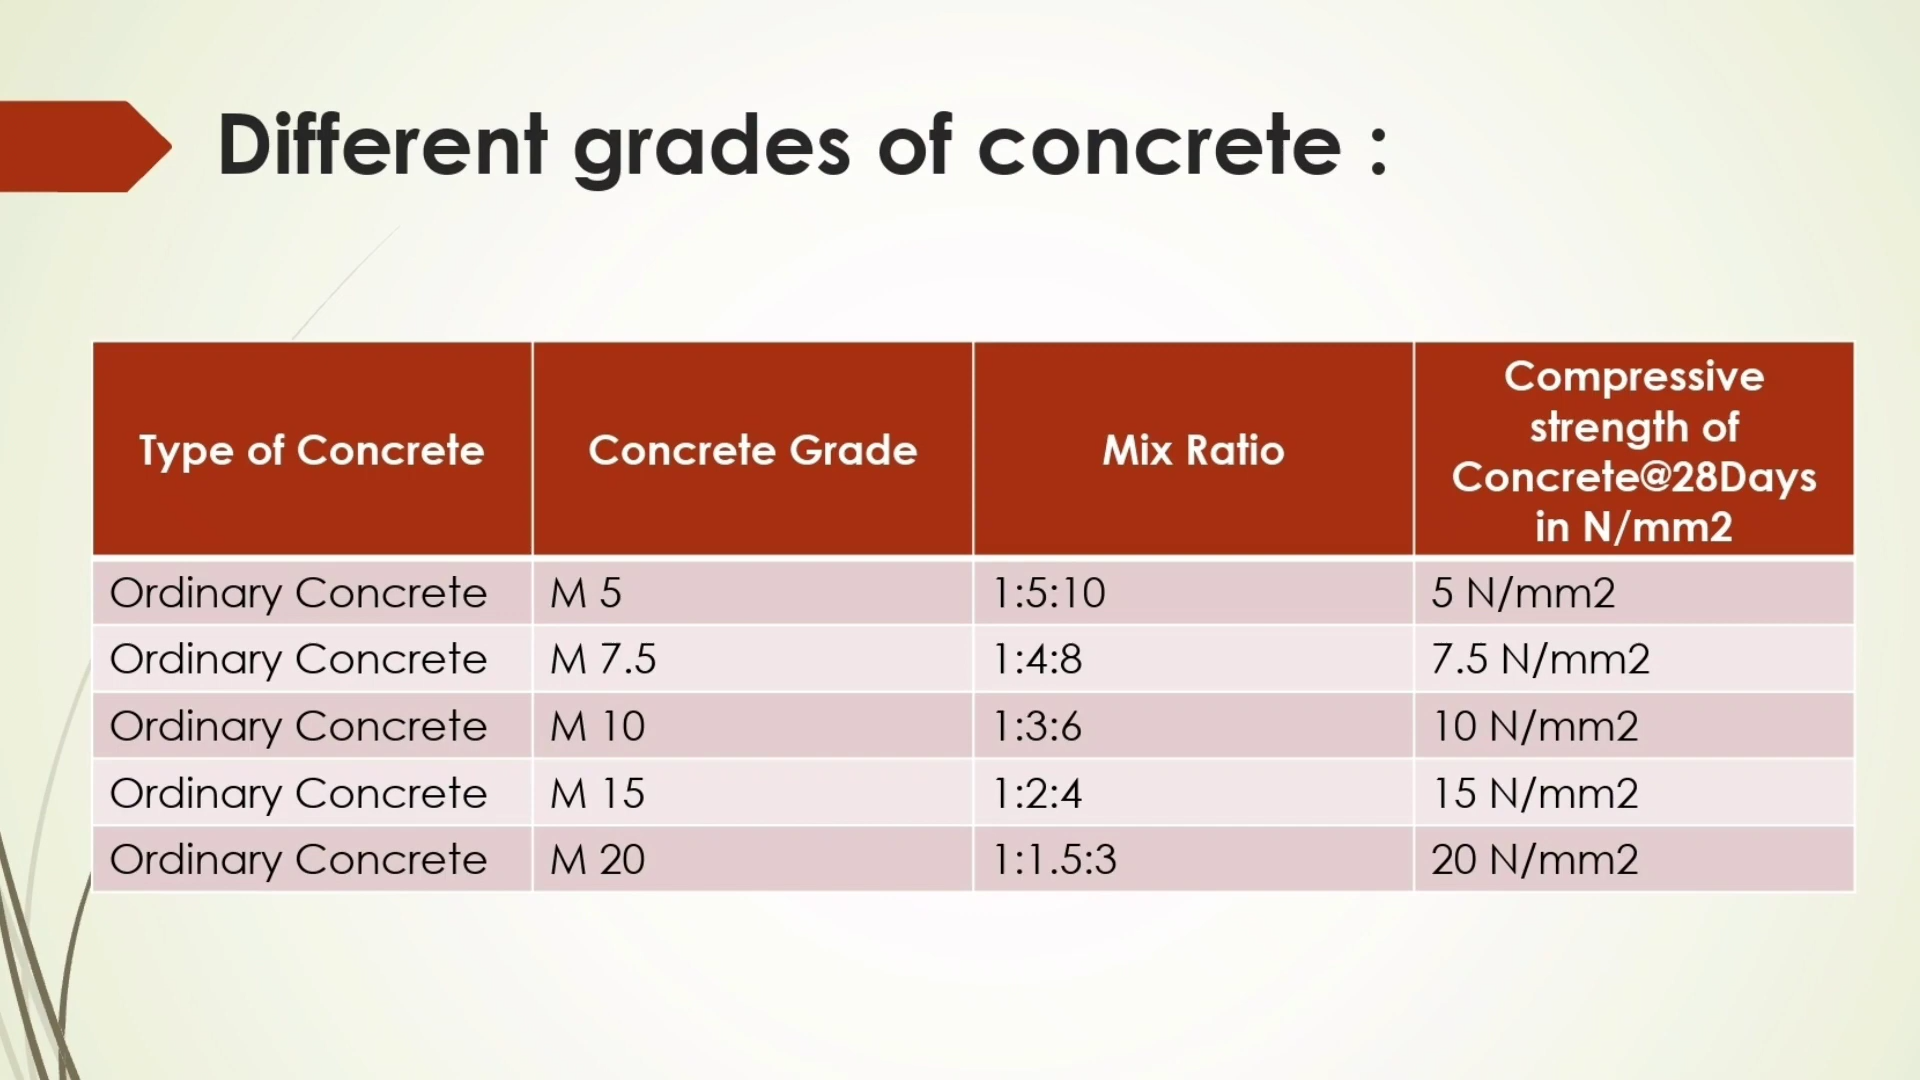 Different grades of concrete :
Type of Concrete
Concrete Grade
Mix Ratio
Compressive
strength of
Concrete@28Days
in N/mm2
Ordinary Concrete M 5 1:5:10 5 N/mm2
Ordinary Concrete M 7.5 1:4:8 7.5 N/mm2
Ordinary Concrete M 10 1:3:6 10 N/mm2
Ordinary Concrete M 15 1:2:4 15 N/mm2
Ordinary Concrete M 20 1:1.5:3 20 N/mm2